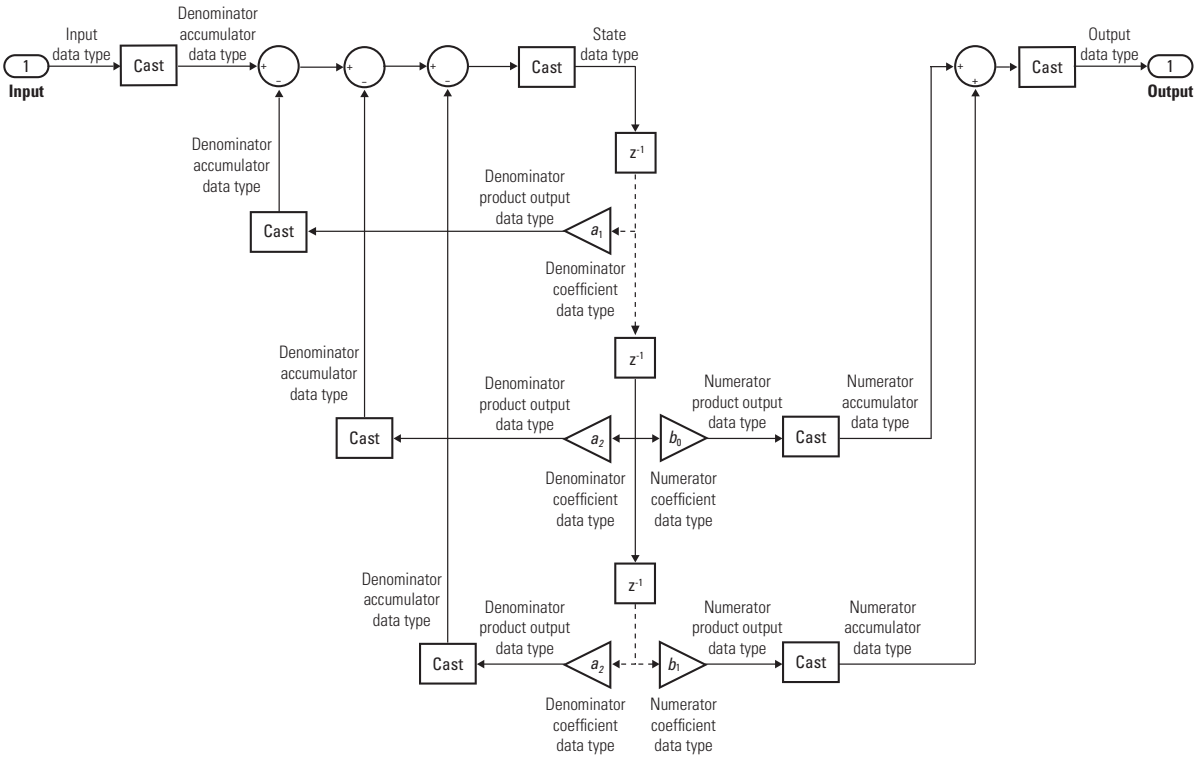 Input
data type
Denominator
accumulator
data type
State
data type
Output
data type
1
Input
Cast
+
−
+
−
+
−
Cast
+
+
Cast
1
Output
z-1
Denominator
accumulator
data type
Denominator
product output
data type
Cast
a1
Denominator
coefficient
data type
z-1
Denominator
accumulator
data type
Denominator
product output
data type
Numerator
product output
data type
Numerator
accumulator
data type
Cast
a2
b0
Cast
Denominator
coefficient
data type
Numerator
coefficient
data type
z-1
Denominator
accumulator
data type
Denominator
product output
data type
Numerator
product output
data type
Numerator
accumulator
data type
Cast
a2
b1
Cast
Denominator
coefficient
data type
Numerator
coefficient
data type